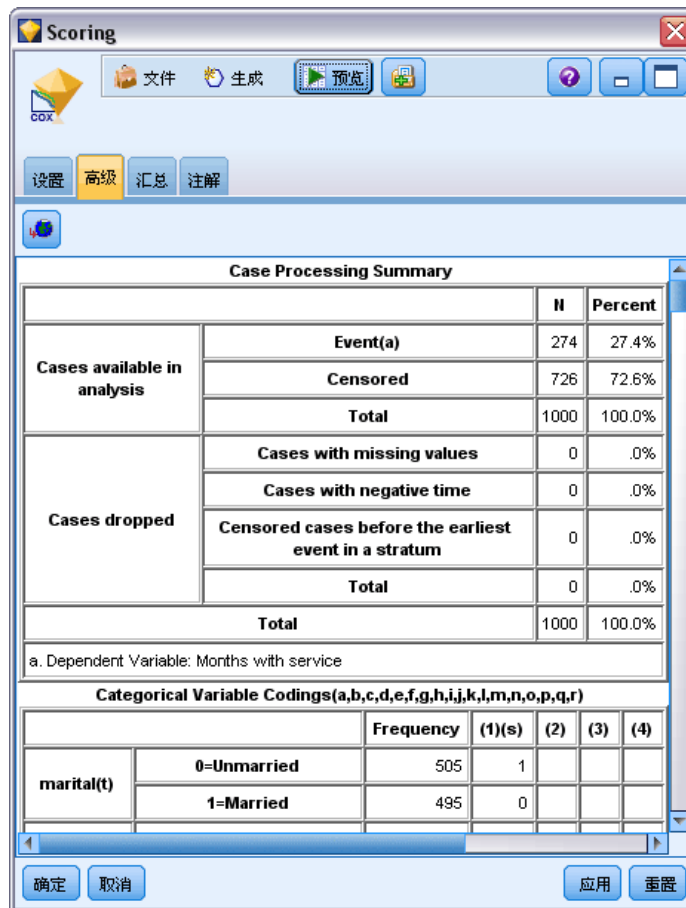 Scoring
文件 生成 预览
COX
设置 高级 汇总 注解
Case Processing Summary
N Percent
Cases available in analysis Event(a) 274 27.4%
Censored 726 72.6%
Total 1000 100.0%
Cases dropped Cases with missing values 0 .0%
Cases with negative time 0 .0%
Censored cases before the earliest event in a stratum 0 .0%
Total 0 .0%
Total 1000 100.0%
a. Dependent Variable: Months with service
Categorical Variable Codings(a,b,c,d,e,f,g,h,i,j,k,l,m,n,o,p,q,r)
Frequency (1)(s) (2) (3) (4)
marital(t) 0=Unmarried 505 1
1=Married 495 0
确定 取消 应用 重置